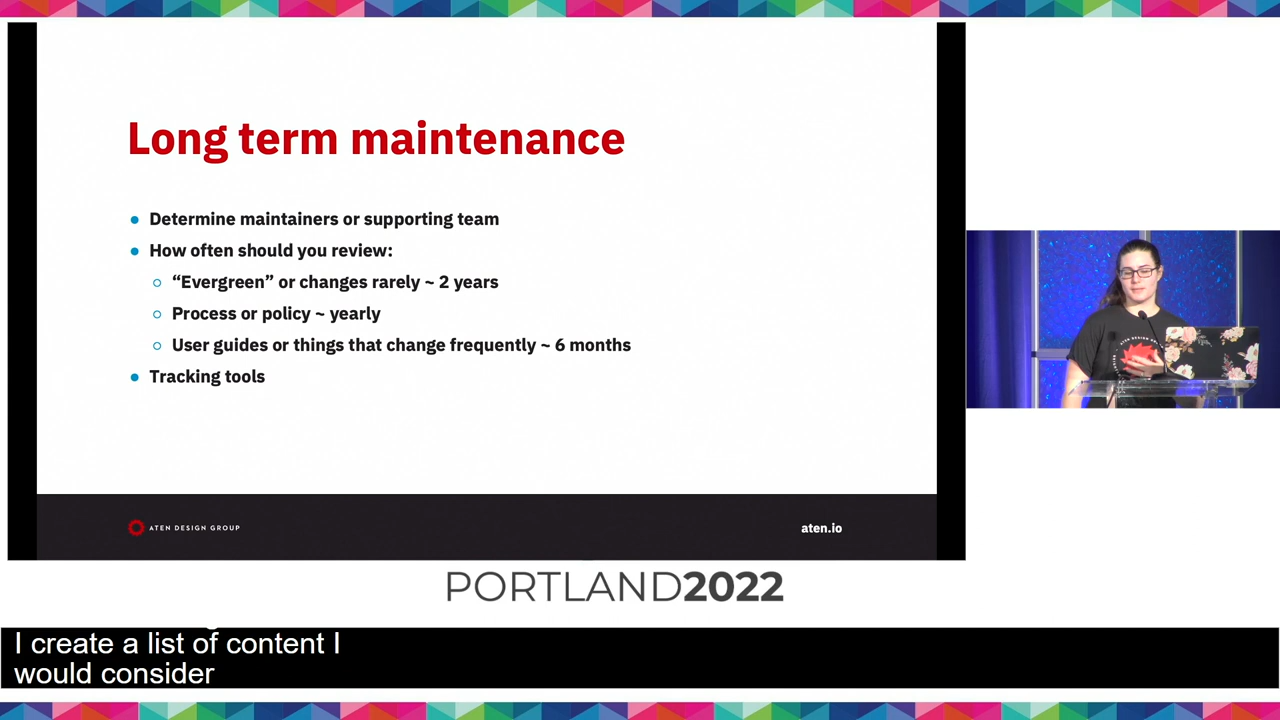 Long term maintenance
Determine maintainers or supporting team
How often should you review:
“Evergreen” or changes rarely ~ 2 years
Process or policy ~ yearly
User guides or things that change frequently ~ 6 months
Tracking tools
ATEN DESIGN GROUP
aten.io
PORTLAND2022
I create a list of content I
would consider